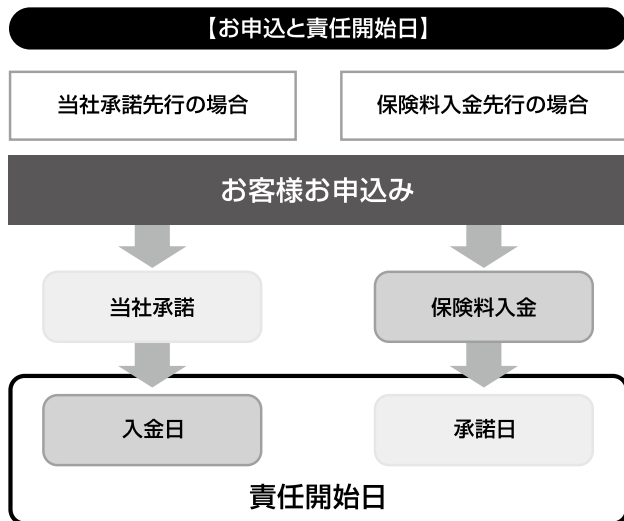 【お申込と責任開始日】
当社承諾先行の場合
保険料入金先行の場合
お客様お申込み
当社承諾
保険料入金
入金日
承諾日
責任開始日